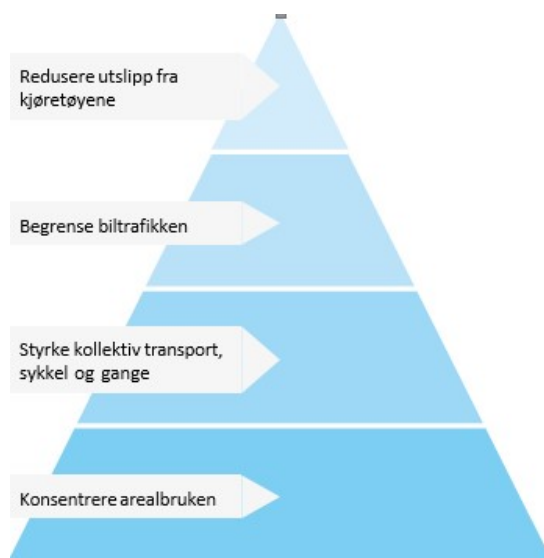 Redusere utslipp fra
kjøretøyene
Begrense biltrafikken
Styrke kollektiv transport,
sykkel og gange
Konsentrere arealbruken